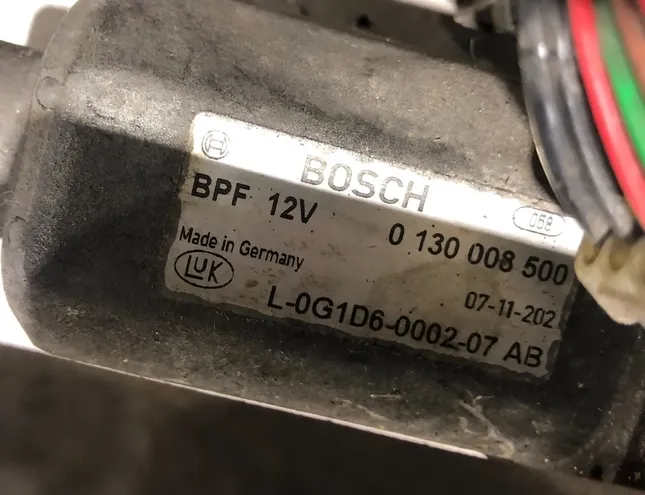 BOSCH
058
BPF 12V 0 130 008 500
Made in Germany 07-11-202
LUK L-0G1D6-0002-07 AB